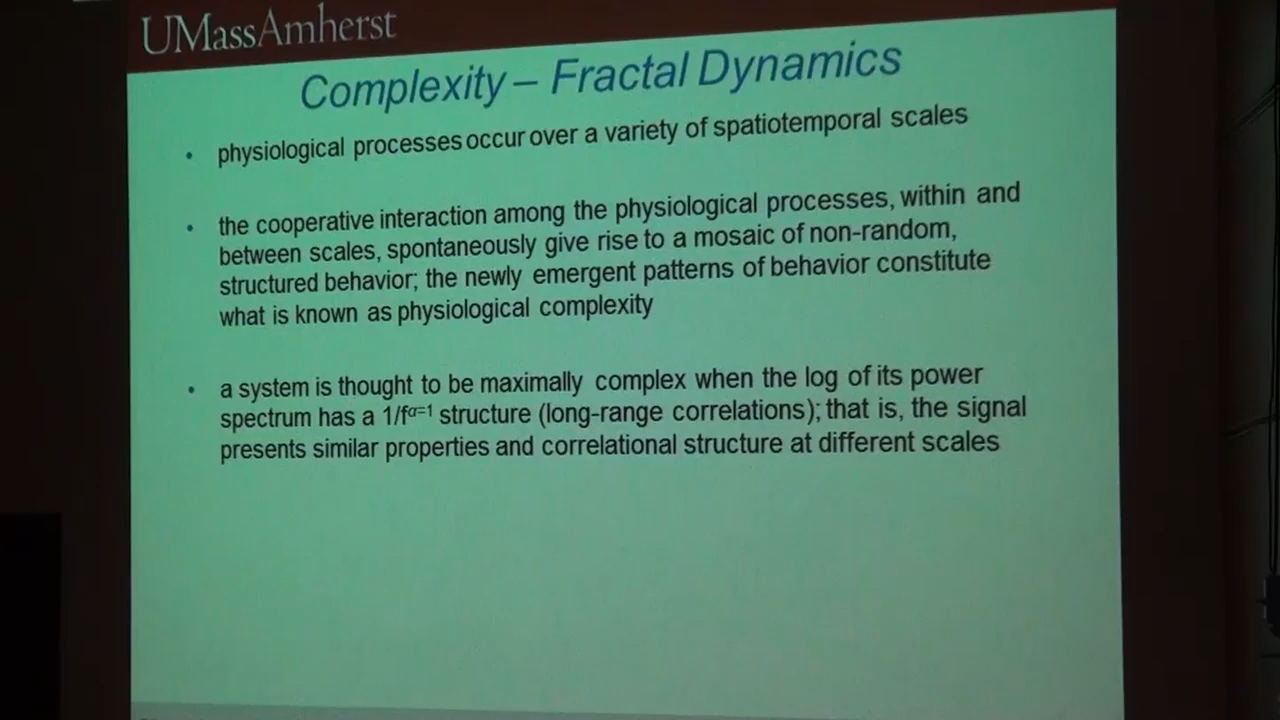 UMassAmherst
Complexity – Fractal Dynamics
• physiological processes occur over a variety of spatiotemporal scales
• the cooperative interaction among the physiological processes, within and
between scales, spontaneously give rise to a mosaic of non-random,
structured behavior; the newly emergent patterns of behavior constitute
what is known as physiological complexity
• a system is thought to be maximally complex when the log of its power
spectrum has a 1/fᵅ⁼¹ structure (long-range correlations); that is, the signal
presents similar properties and correlational structure at different scales